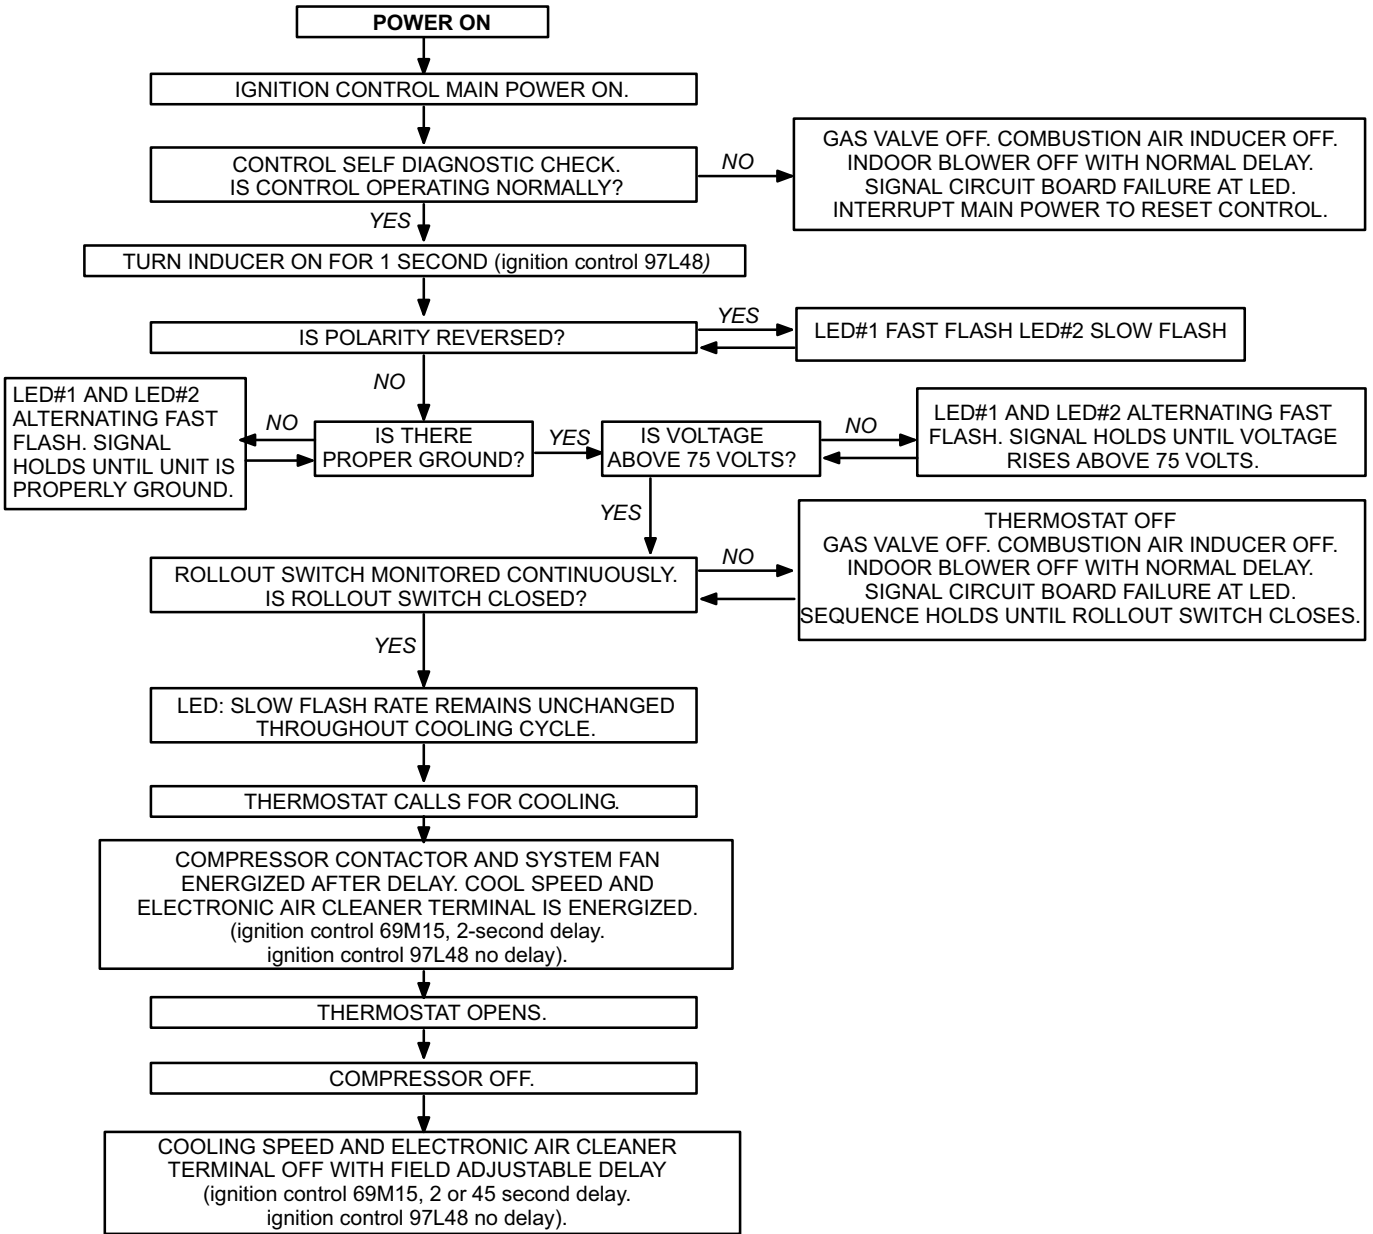 POWER ON
IGNITION CONTROL MAIN POWER ON.
CONTROL SELF DIAGNOSTIC CHECK.
IS CONTROL OPERATING NORMALLY?
NO
GAS VALVE OFF. COMBUSTION AIR INDUCER OFF.
INDOOR BLOWER OFF WITH NORMAL DELAY.
SIGNAL CIRCUIT BOARD FAILURE AT LED.
INTERRUPT MAIN POWER TO RESET CONTROL.
YES
TURN INDUCER ON FOR 1 SECOND (ignition control 97L48)
IS POLARITY REVERSED?
YES
LED#1 FAST FLASH LED#2 SLOW FLASH
NO
LED#1 AND LED#2
ALTERNATING FAST
FLASH. SIGNAL
HOLDS UNTIL UNIT IS
PROPERLY GROUND.
NO
IS THERE
PROPER GROUND?
YES
IS VOLTAGE
ABOVE 75 VOLTS?
NO
LED#1 AND LED#2 ALTERNATING FAST
FLASH. SIGNAL HOLDS UNTIL VOLTAGE
RISES ABOVE 75 VOLTS.
YES
ROLLOUT SWITCH MONITORED CONTINUOUSLY.
IS ROLLOUT SWITCH CLOSED?
NO
THERMOSTAT OFF
GAS VALVE OFF. COMBUSTION AIR INDUCER OFF.
INDOOR BLOWER OFF WITH NORMAL DELAY.
SIGNAL CIRCUIT BOARD FAILURE AT LED.
SEQUENCE HOLDS UNTIL ROLLOUT SWITCH CLOSES.
YES
LED: SLOW FLASH RATE REMAINS UNCHANGED
THROUGHOUT COOLING CYCLE.
THERMOSTAT CALLS FOR COOLING.
COMPRESSOR CONTACTOR AND SYSTEM FAN
ENERGIZED AFTER DELAY. COOL SPEED AND
ELECTRONIC AIR CLEANER TERMINAL IS ENERGIZED.
(ignition control 69M15, 2-second delay.
ignition control 97L48 no delay).
THERMOSTAT OPENS.
COMPRESSOR OFF.
COOLING SPEED AND ELECTRONIC AIR CLEANER
TERMINAL OFF WITH FIELD ADJUSTABLE DELAY
(ignition control 69M15, 2 or 45 second delay.
ignition control 97L48 no delay).